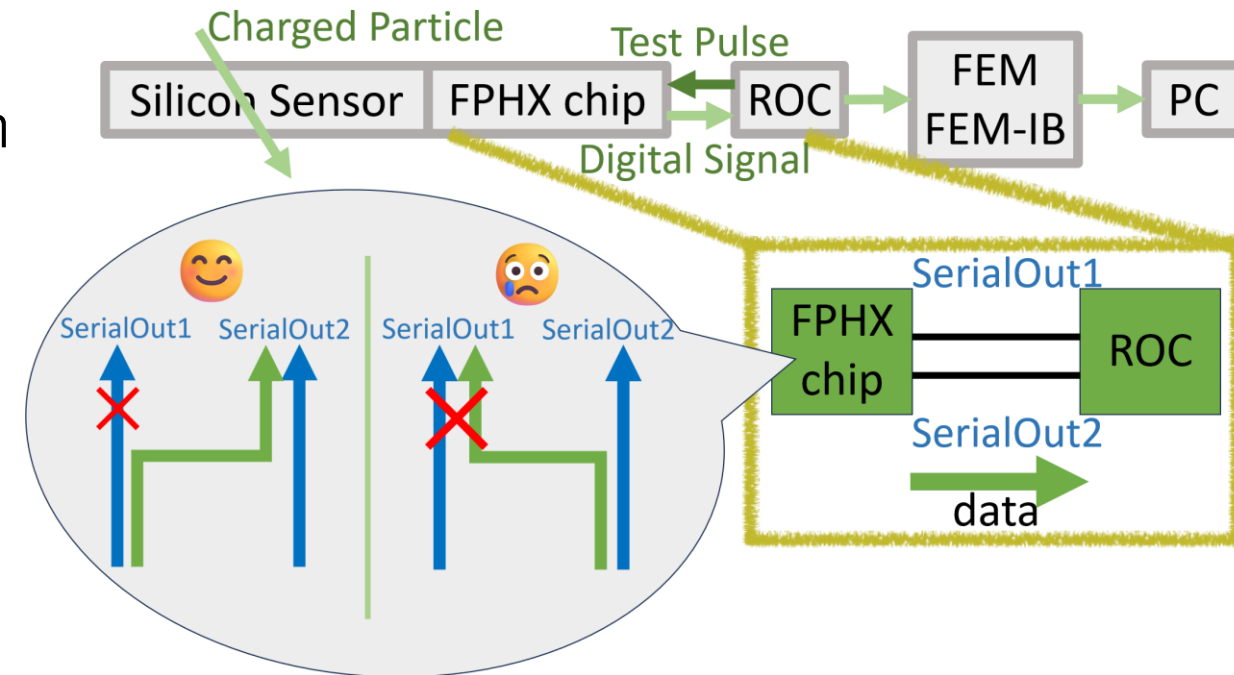 Charged Particle
Test Pulse
Silicon Sensor
FPHX chip
ROC
FEM
FEM-IB
PC
Digital Signal
SerialOut1
SerialOut2
SerialOut1
SerialOut2
SerialOut1
FPHX
chip
ROC
SerialOut2
data